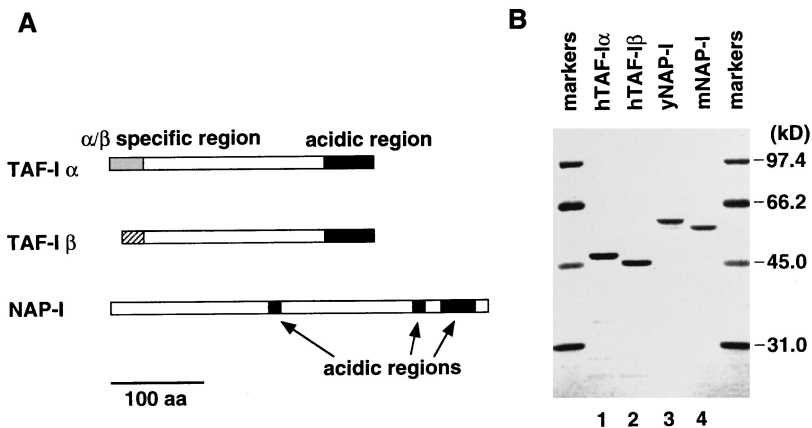 A
α/β specific region
acidic region
TAF-I α
TAF-I β
NAP-I
acidic regions
100 aa
B
markers
hTAF-Iα
hTAF-Iβ
yNAP-I
mNAP-I
markers
(kD)
97.4
66.2
45.0
31.0
1 2 3 4